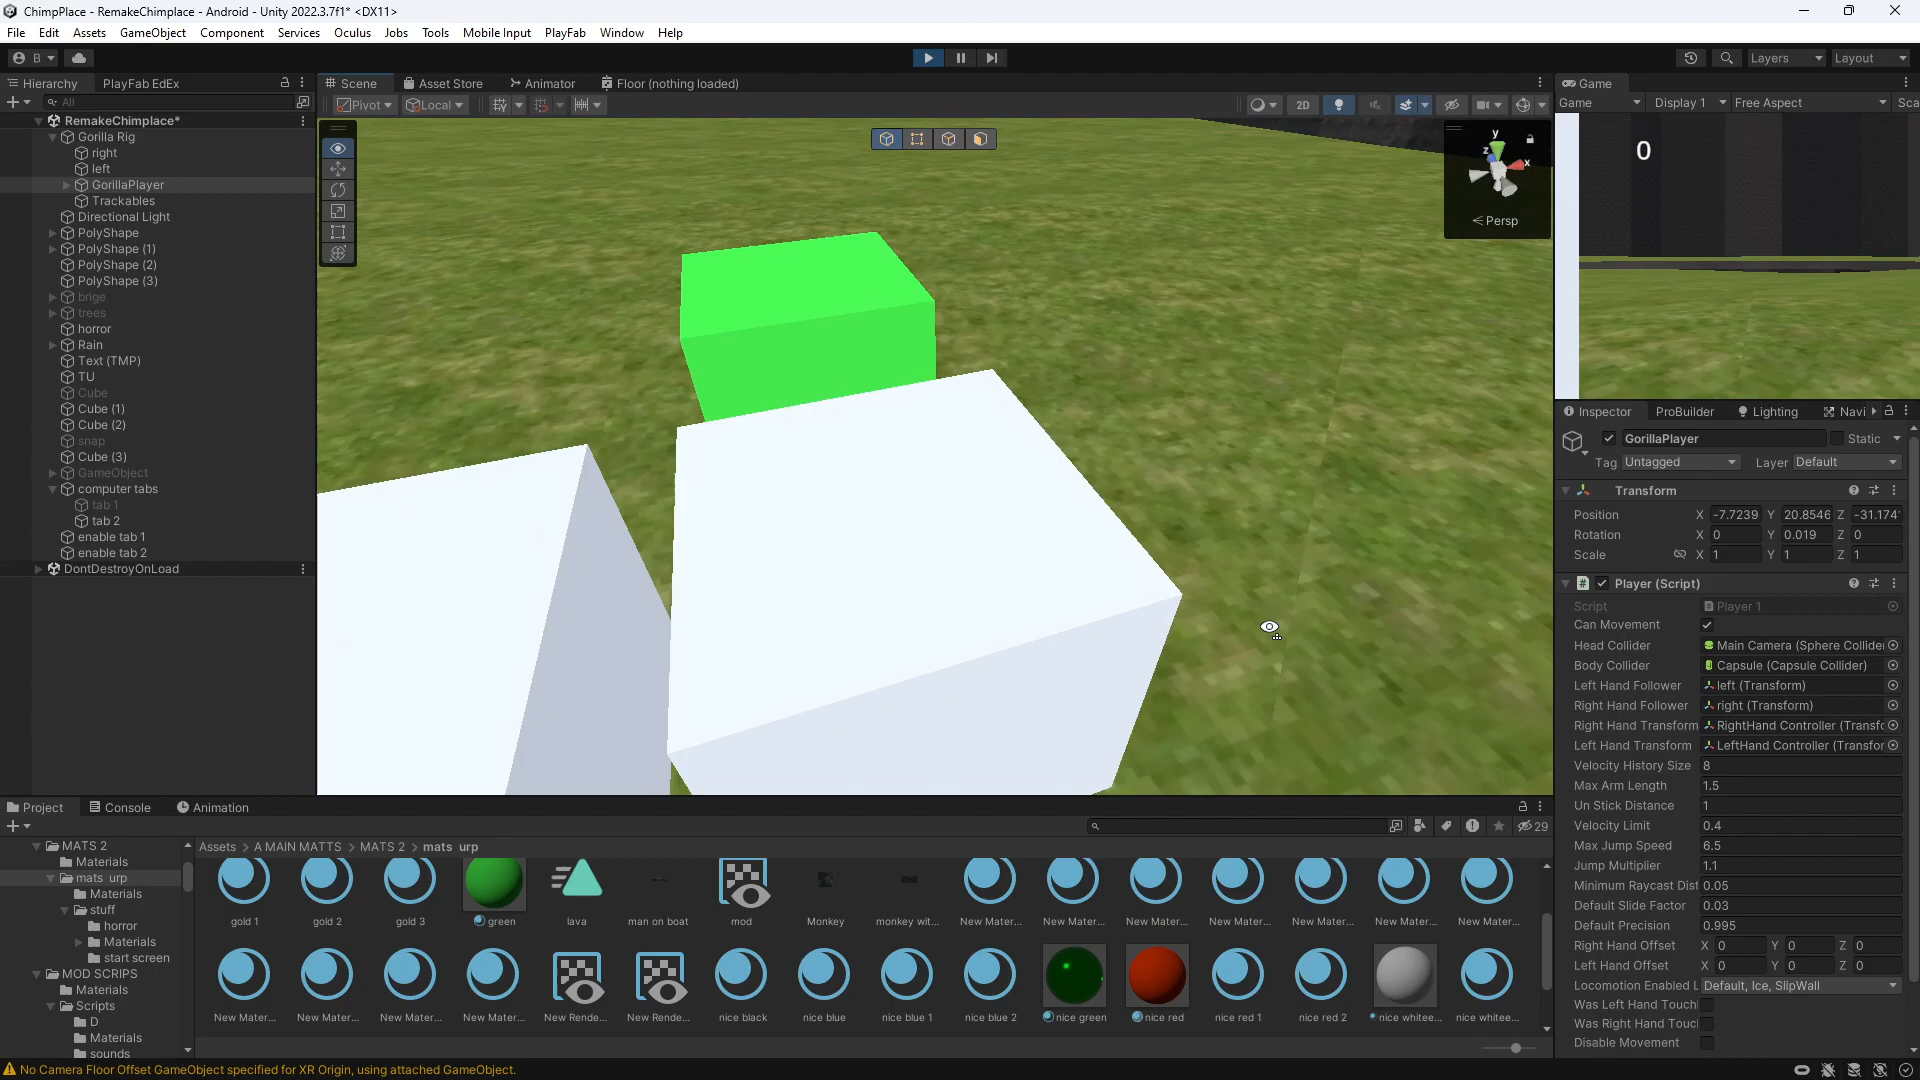 ChimpPlace - RemakeChimplace - Android - Unity 2022.3.7f1* <DX11>
File Edit Assets GameObject Component Services Oculus Jobs Tools Mobile Input PlayFab Window Help
B Layers Layout
Hierarchy PlayFab EdEx Scene Asset Store Animator Floor (nothing loaded) Game
All Pivot Local 2D Game Display 1 Free Aspect Sca
RemakeChimplace*
Gorilla Rig
right
left
GorillaPlayer
Trackables
Directional Light
PolyShape
PolyShape (1)
PolyShape (2)
PolyShape (3)
brige
trees
horror
Rain
Text (TMP)
TU
Cube
Cube (1)
Cube (2)
snap
Cube (3)
GameObject
computer tabs
tab 1
tab 2
enable tab 1
enable tab 2
DontDestroyOnLoad
y
z x
< Persp
0
Inspector ProBuilder Lighting Navi
GorillaPlayer Static
Tag Untagged Layer Default
Transform
Position X -7.7239 Y 20.8546 Z -31.174
Rotation X 0 Y 0.019 Z 0
Scale X 1 Y 1 Z 1
Player (Script)
Script Player 1
Can Movement
Head Collider Main Camera (Sphere Collider
Body Collider Capsule (Capsule Collider)
Left Hand Follower left (Transform)
Right Hand Follower right (Transform)
Right Hand Transform RightHand Controller (Transfo
Left Hand Transform LeftHand Controller (Transfor
Velocity History Size 8
Max Arm Length 1.5
Un Stick Distance 1
Velocity Limit 0.4
Max Jump Speed 6.5
Jump Multiplier 1.1
Minimum Raycast Dist 0.05
Default Slide Factor 0.03
Default Precision 0.995
Right Hand Offset X 0 Y 0 Z 0
Left Hand Offset X 0 Y 0 Z 0
Locomotion Enabled L Default, Ice, SlipWall
Was Left Hand Touchi
Was Right Hand Touc
Disable Movement
Project Console Animation
29
MATS 2
Materials
mats urp
Materials
stuff
horror
Materials
start screen
MOD SCRIPS
Materials
Scripts
D
Materials
sounds
Assets > A MAIN MATTS > MATS 2 > mats urp
gold 1 gold 2 gold 3 green lava man on boat mod Monkey monkey wit... New Mater... New Mater... New Mater... New Mater... New Mater... New Mater... New Mater...
New Mater... New Mater... New Mater... New Mater... New Rende... New Rende... nice black nice blue nice blue 1 nice blue 2 nice green nice red nice red 1 nice red 2 nice whitee... nice whitee...
No Camera Floor Offset GameObject specified for XR Origin, using attached GameObject.